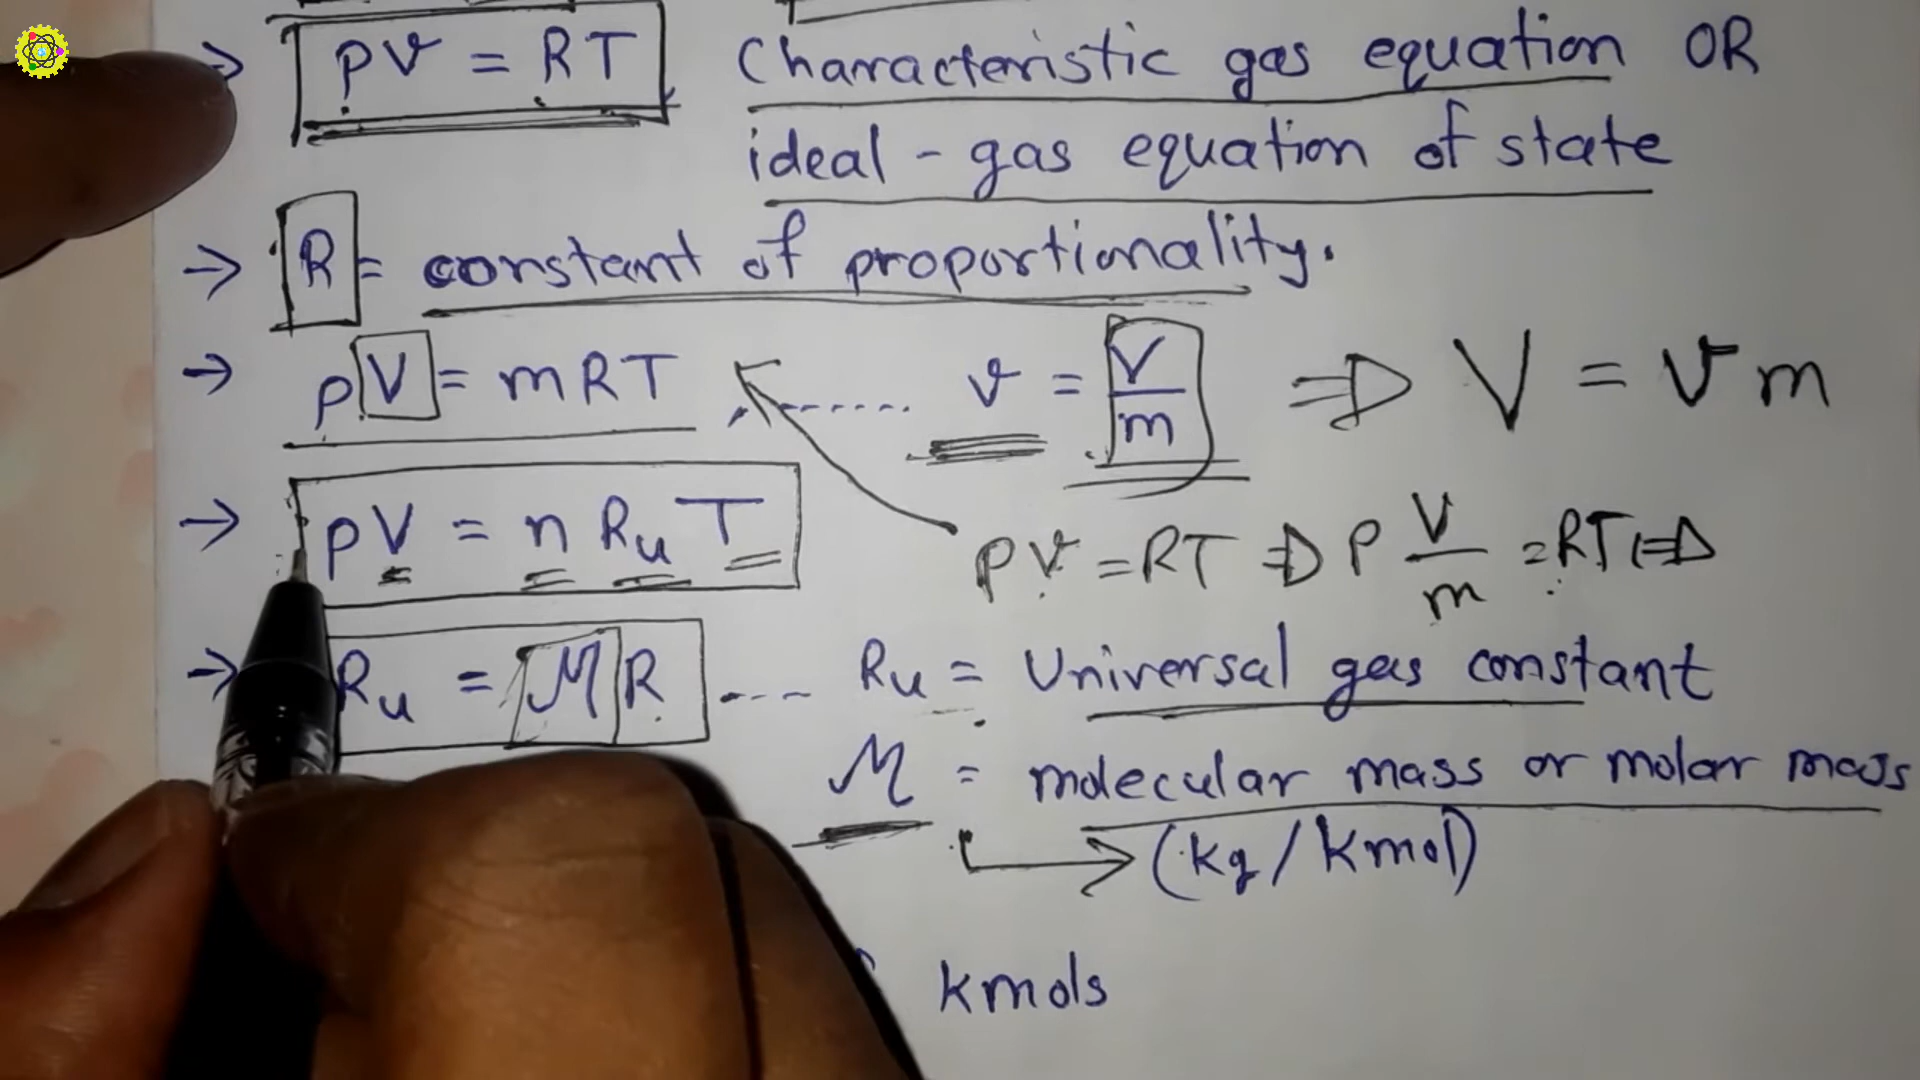 → pv = RT Characteristic gas equation OR
ideal - gas equation of state
→ R = constant of proportionality.
→ pV = mRT ...... v = V/m ⇒ V = vm
→ pV = n Ru T
Pv = RT ⇒ P V/m = RT ⇒
→ Ru = M R ---- Ru = Universal gas constant
M = molecular mass or molar mass
→ (kg/kmol)
kmols